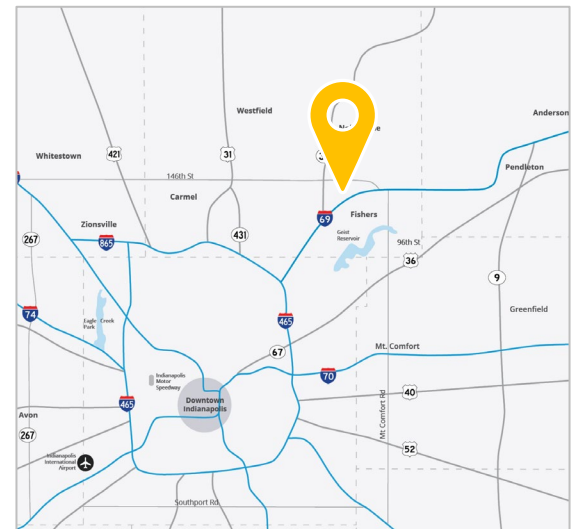 Westfield
Anderson
Whitestown
421
31
Pendleton
146th St
Carmel
69
Fishers
Zionsville
267
865
431
Geist
Reservoir
96th St
36
9
74
Eagle Creek
Park
465
Greenfield
67
Mt. Comfort
70
Indianapolis
Motor
Speedway
Downtown
Indianapolis
465
40
Mt Comfort Rd
Avon
267
52
Indianapolis
International
Airport
Southport Rd